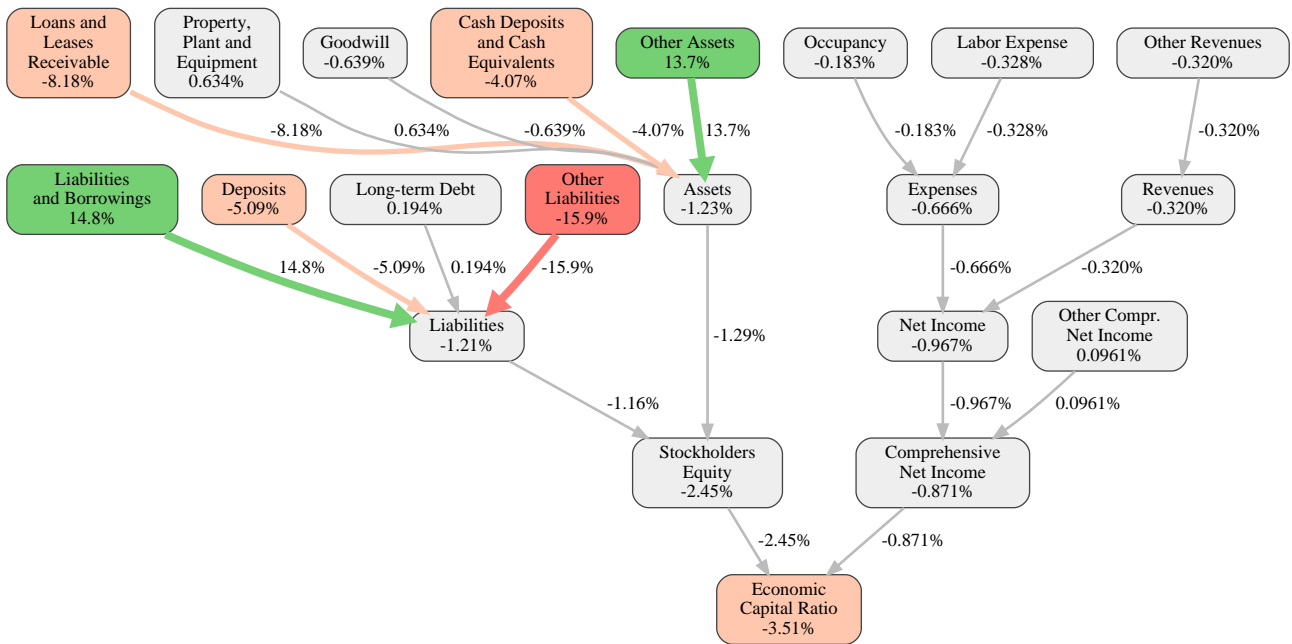 Loans and
Leases
Receivable
-8.18%
Property,
Plant and
Equipment
0.634%
Goodwill
-0.639%
Cash Deposits
and Cash
Equivalents
-4.07%
Other Assets
13.7%
Occupancy
-0.183%
Labor Expense
-0.328%
Other Revenues
-0.320%
-8.18%
0.634%
-0.639%
-4.07%
13.7%
-0.183%
-0.328%
-0.320%
Liabilities
and Borrowings
14.8%
Deposits
-5.09%
Long-term Debt
0.194%
Other
Liabilities
-15.9%
Assets
-1.23%
Expenses
-0.666%
Revenues
-0.320%
14.8%
-5.09%
0.194%
-15.9%
-1.29%
-0.666%
-0.320%
Liabilities
-1.21%
Net Income
-0.967%
Other Compr.
Net Income
0.0961%
-1.16%
-0.967%
0.0961%
Stockholders
Equity
-2.45%
Comprehensive
Net Income
-0.871%
-2.45%
-0.871%
Economic
Capital Ratio
-3.51%